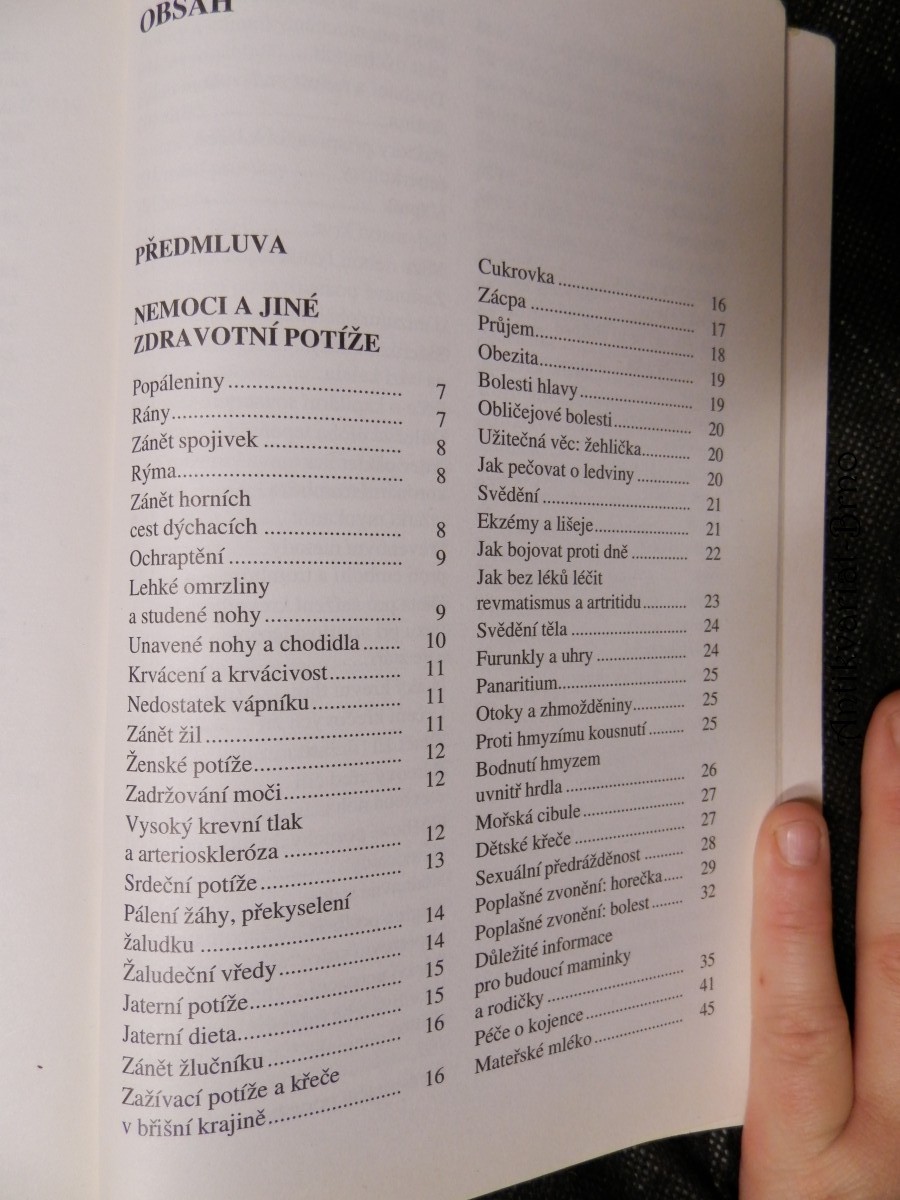 OBSAH
PŘEDMLUVA
NEMOCI A JINÉ
ZDRAVOTNÍ POTÍŽE
Popáleniny ........................ 7
Rány................................ 7
Zánět spojivek ................... 8
Rýma............................... 8
Zánět horních
cest dýchacích ................... 8
Ochraptění ........................ 9
Lehké omrzliny
a studené nohy ................... 9
Unavené nohy a chodidla....... 10
Krvácení a krvácivost............ 11
Nedostatek vápníku.............. 11
Zánět žil ........................... 11
Ženské potíže..................... 12
Zadržování moči.................. 12
Vysoký krevní tlak
a arterioskleróza ................. 12
Srdeční potíže.................... 13
Pálení žáhy, překyselení
žaludku ............................ 14
Žaludeční vředy.................. 14
Jaterní potíže..................... 15
Jaterní dieta....................... 15
Zánět žlučníku................... 16
Zažívací potíže a křeče
v břišní krajině................... 16
Cukrovka ......................... 16
Zácpa .............................. 17
Průjem............................. 18
Obezita............................ 19
Bolesti hlavy..................... 19
Obličejové bolesti.............. 20
Užitečná věc: žehlička......... 20
Jak pečovat o ledviny ......... 20
Svědění ........................... 21
Ekzémy a lišeje.................. 21
Jak bojovat proti dně .......... 22
Jak bez léků léčit
revmatismus a artritidu........ 23
Svědění těla ..................... 24
Furunkly a uhry ................. 24
Panaritium........................ 25
Otoky a zhmožděniny.......... 25
Proti hmyzímu kousnutí ....... 25
Bodnutí hmyzem
uvnitř hrdla ...................... 26
Mořská cibule................... 27
Dětské křeče .................... 27
Sexuální předrážděnost ....... 28
Poplašné zvonění: horečka.... 29
Poplašné zvonění: bolest...... 32
Důležité informace
pro budoucí maminky
a rodičky ......................... 35
Péče o kojence.................. 41
Mateřské mléko................. 45